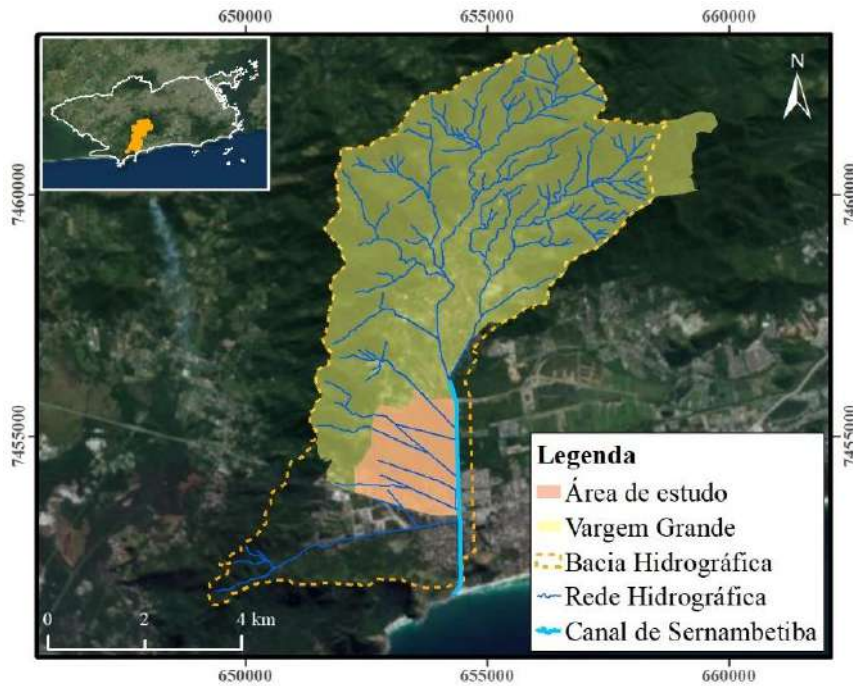 650000 655000 660000
N
7460000 7460000
7455000 7455000
Legenda
Área de estudo
Vargem Grande
Bacia Hidrográfica
Rede Hidrográfica
Canal de Sernambetiba
0 2 4 km
650000 655000 660000